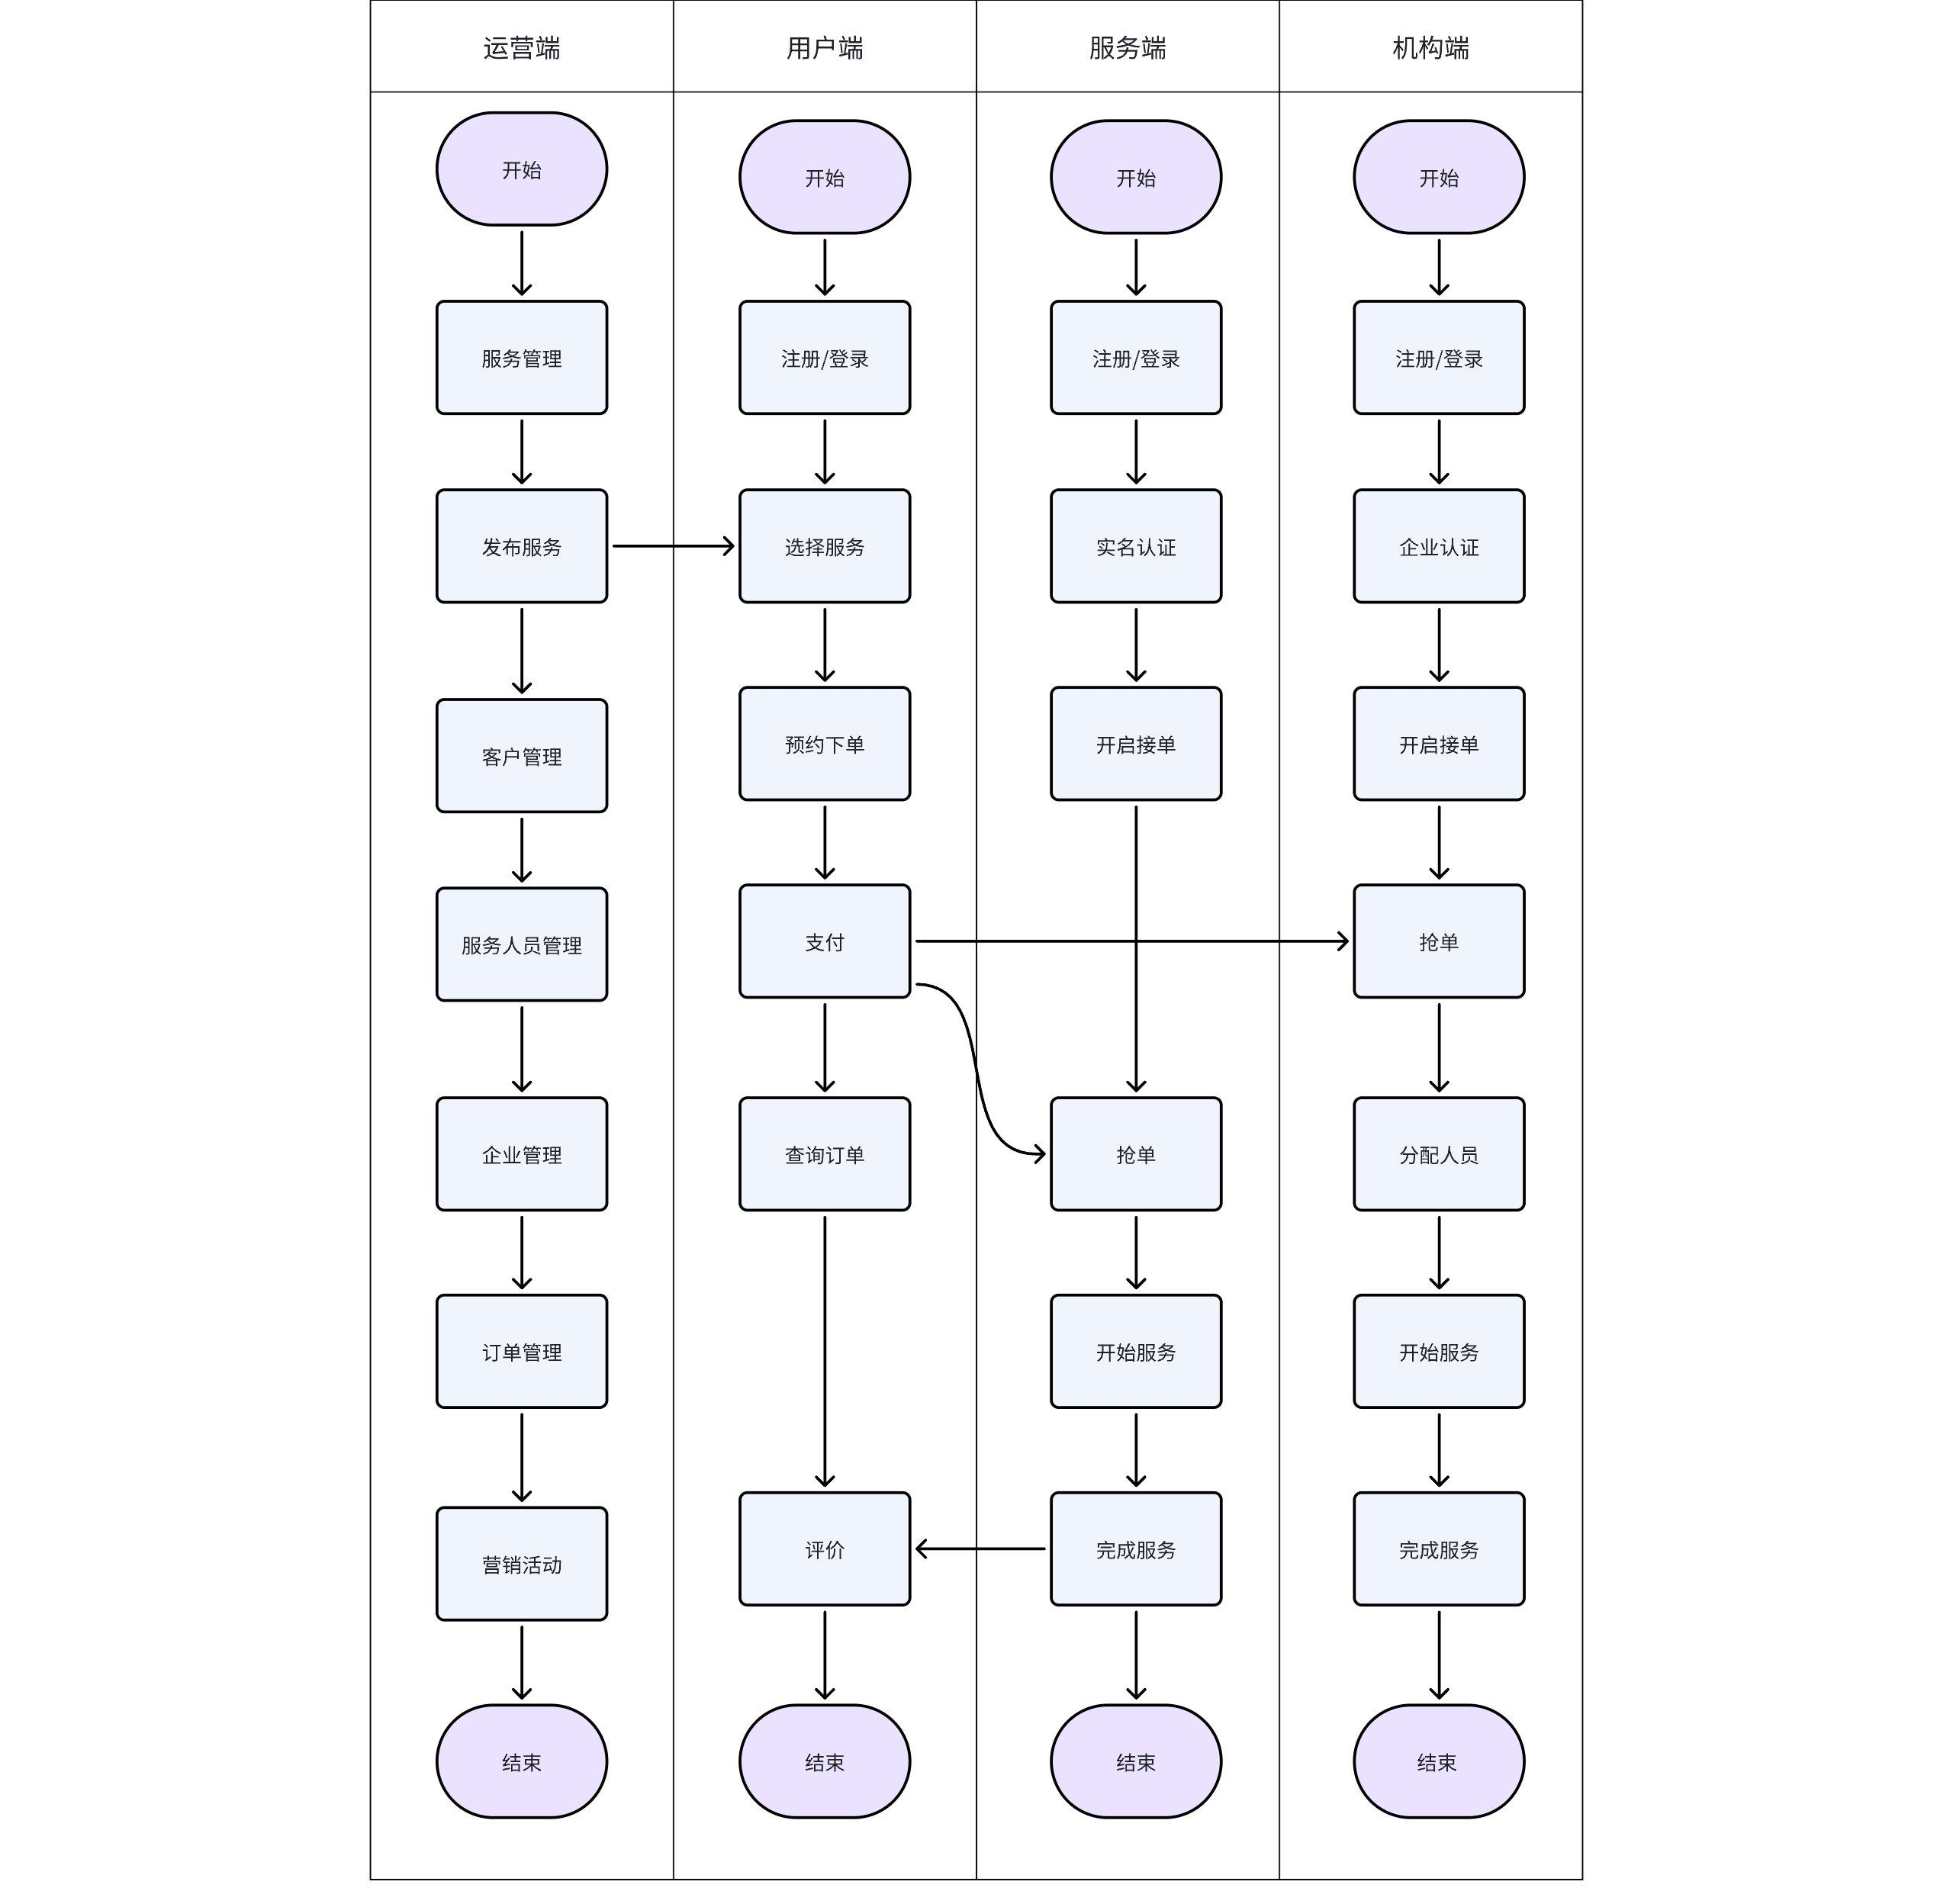 运营端
用户端
服务端
机构端
开始
开始
开始
开始
服务管理
注册/登录
注册/登录
注册/登录
发布服务
选择服务
实名认证
企业认证
客户管理
预约下单
开启接单
开启接单
服务人员管理
支付
抢单
企业管理
查询订单
抢单
分配人员
订单管理
开始服务
开始服务
营销活动
评价
完成服务
完成服务
结束
结束
结束
结束